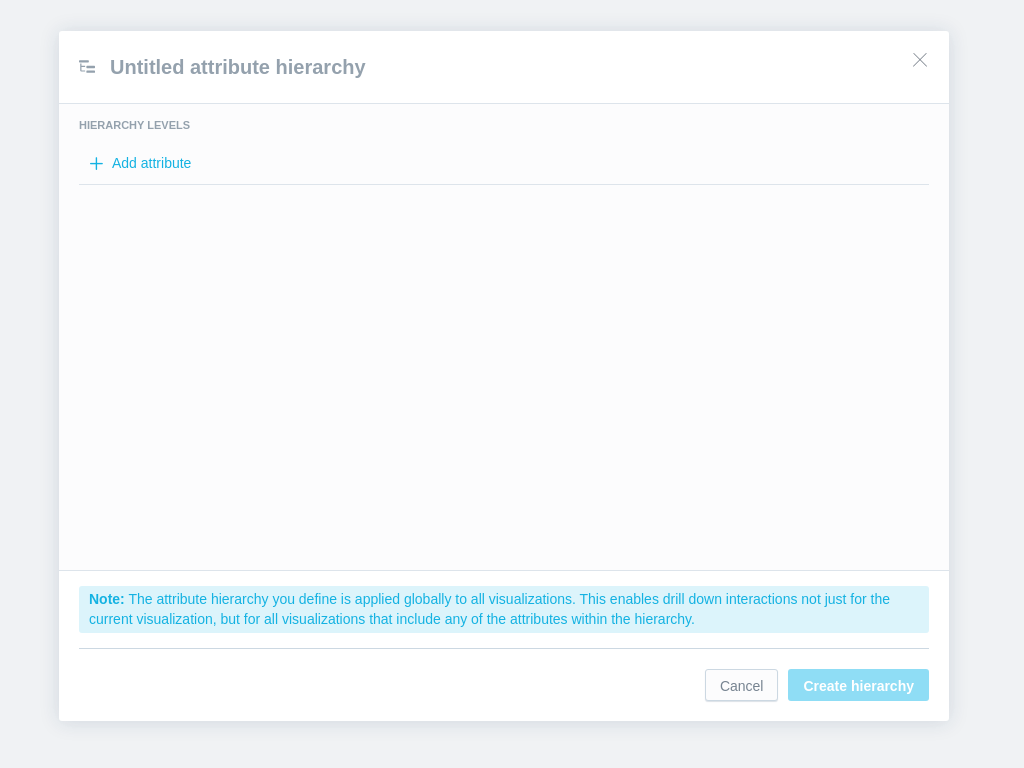 Untitled attribute hierarchy
HIERARCHY LEVELS
Add attribute
Note: The attribute hierarchy you define is applied globally to all visualizations. This enables drill down interactions not just for the
current visualization, but for all visualizations that include any of the attributes within the hierarchy.
Cancel
Create hierarchy